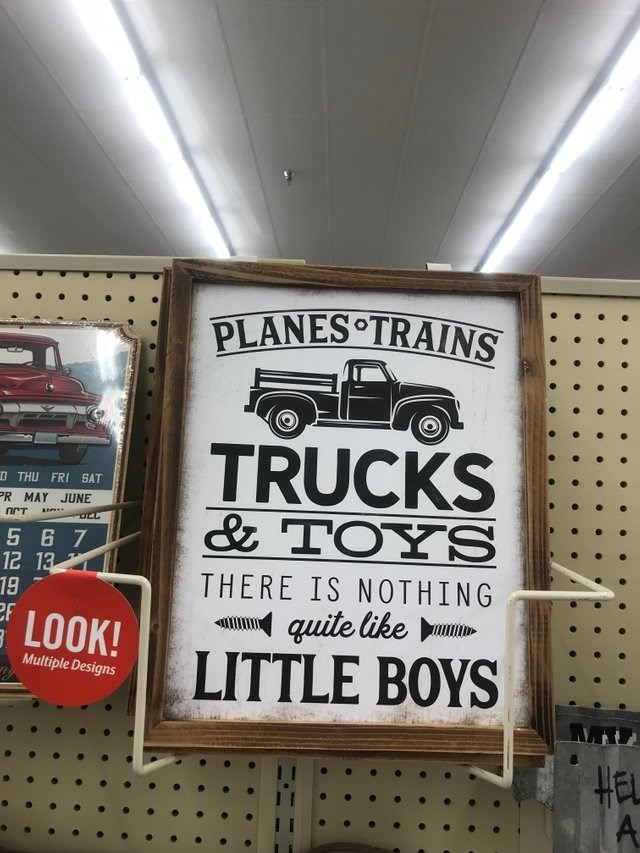 PLANES TRAINS
TRUCKS
& TOYS
THERE IS NOTHING
quite like
LITTLE BOYS
THU FRI SAT
MAY JUNE
OCT
5 6 7
12 13
19
LOOK!
Multiple Designs